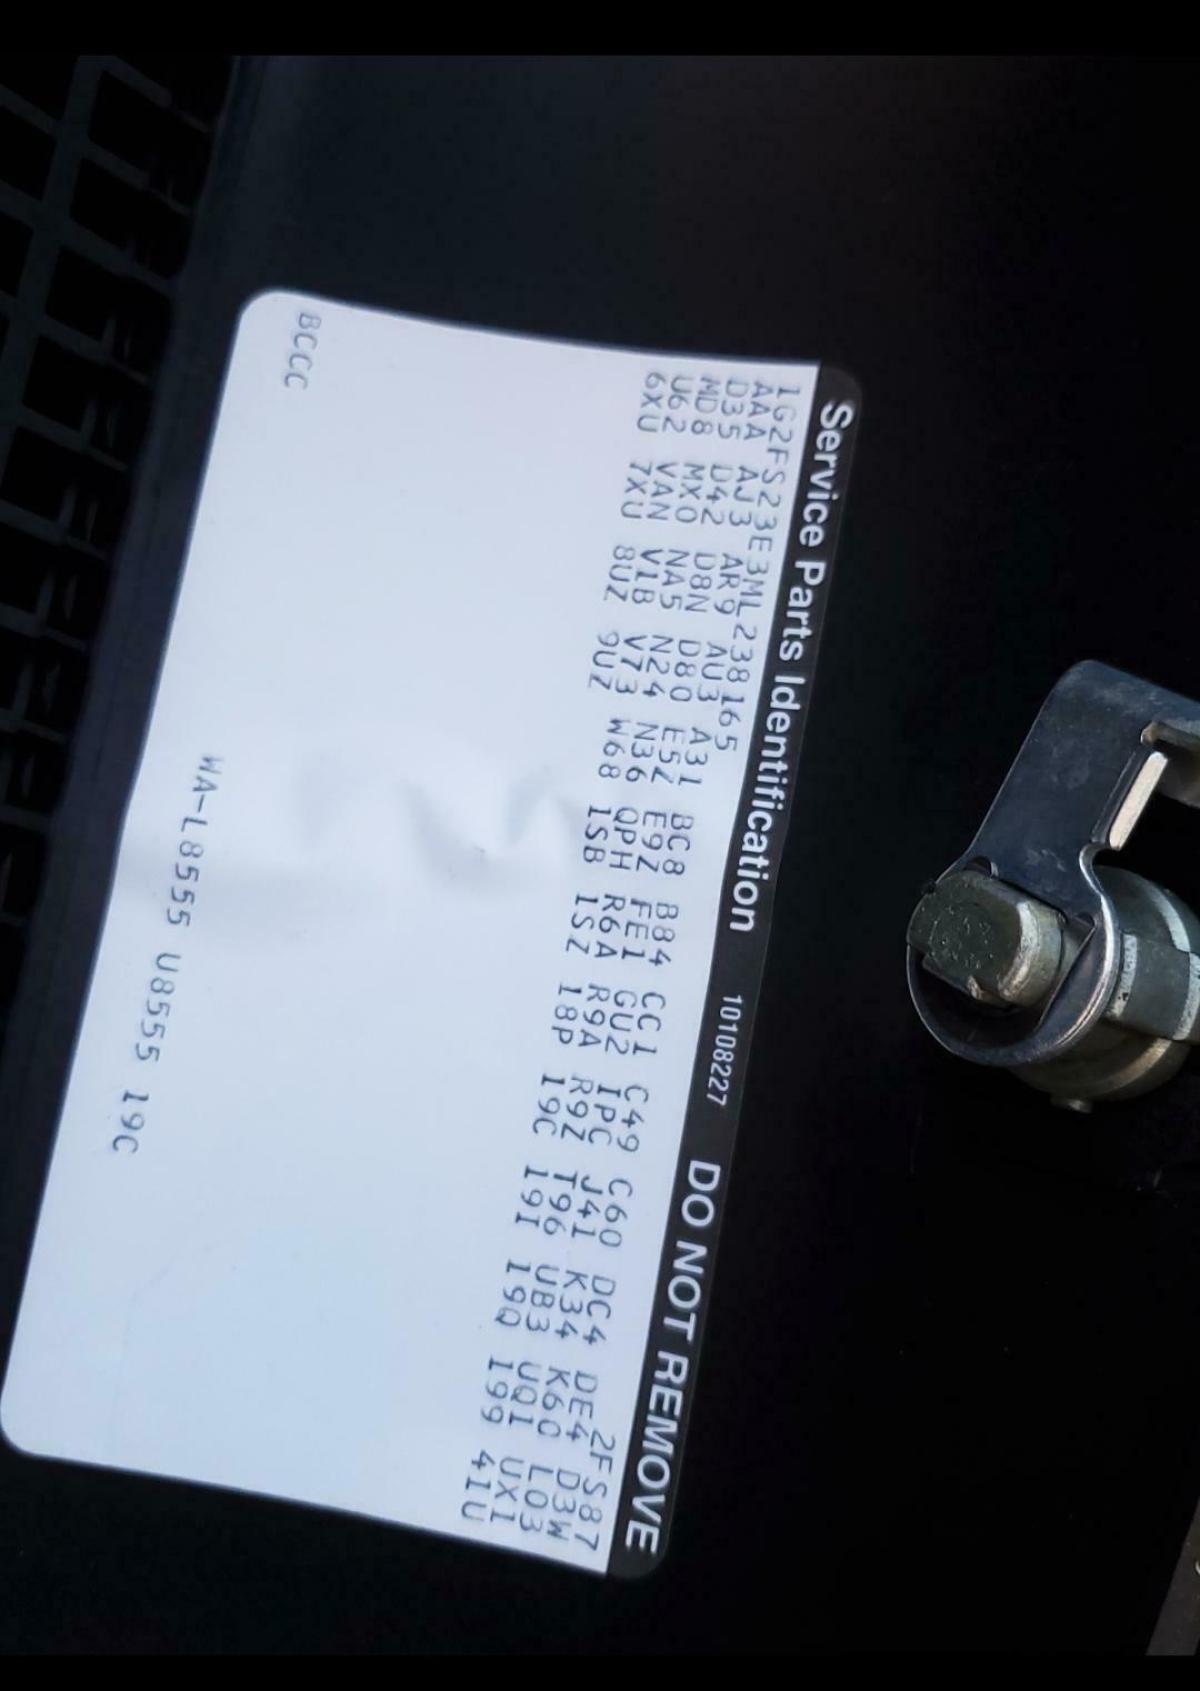 Service Parts Identification 10108227 DO NOT REMOVE
1G2FS23E3ML238165 2FS87
AAA AJ3 AR9 AU3 A31 BC8 B84 CC1 C49 C60 DC4 DE4 D3W
D35 D42 D8N D80 E5Z E9Z FE1 GU2 IPC J41 K34 K60 L03
MD8 MX0 NA5 N24 N36 QPH R6A R9A R9Z T96 UB3 UQ1 UX1
U62 VAN V1B V73 W68 1SB 1SZ 18P 19C 19I 19Q 199 41U
6XU 7XU 8UZ 9UZ
WA-L8555 U8555 19C
BCCC